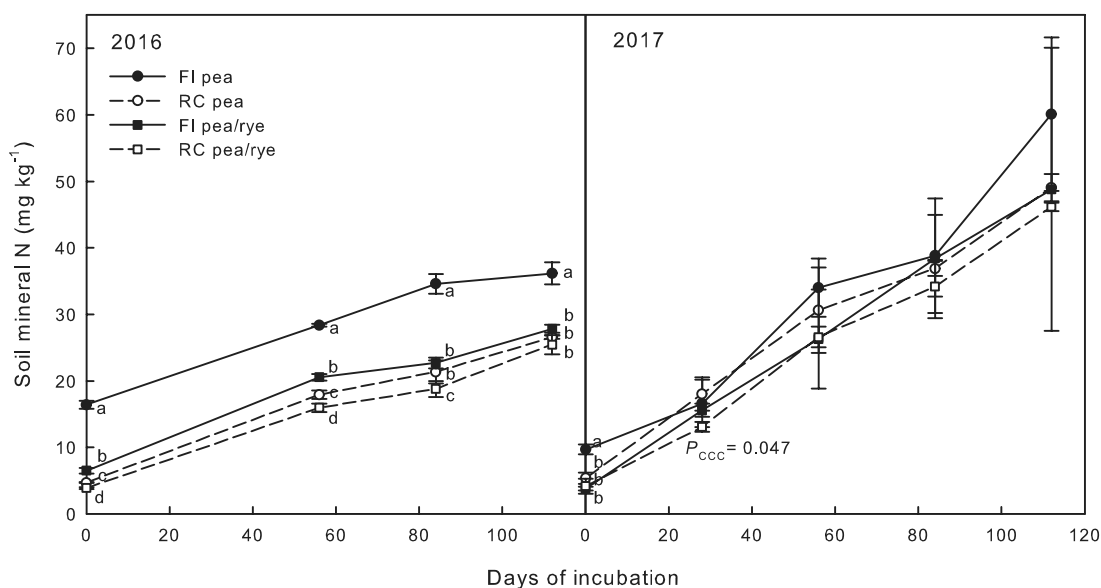 2016
2017
FI pea
RC pea
FI pea/rye
RC pea/rye
Soil mineral N (mg kg⁻¹)
70
60
50
40
30
20
10
0
a
b
c
d
a
b
c
d
a
b
b
c
a
b
b
b
a
b
b
b
P_CCC = 0.047
0 20 40 60 80 100 0 20 40 60 80 100 120
Days of incubation